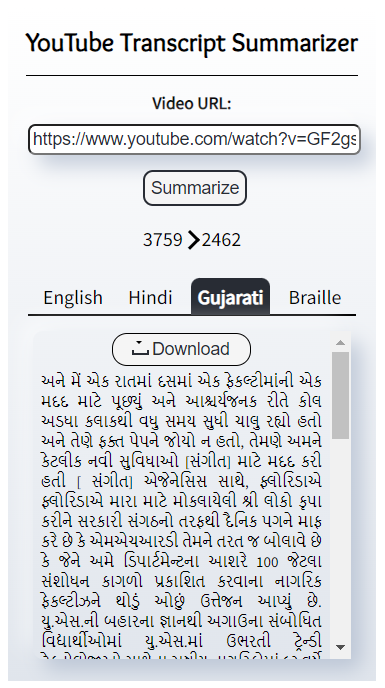 YouTube Transcript Summarizer
Video URL:
https://www.youtube.com/watch?v=GF2gs
Summarize
3759 2462
English Hindi Gujarati Braille
Download
અને મેં એક રાતમાં દસમાં એક ફેકલ્ટીમાંની એક
મદદ માટે પૂછ્યું અને આશ્ચર્યજનક રીતે કોલ
અડધા કલાકથી વધુ સમય સુધી ચાલુ રહ્યો હતો
અને તેણે ફક્ત પેપને જોયો ન હતો, તેમણે અમને
કેટલીક નવી સુવિધાઓ [સંગીત] માટે મદદ કરી
હતી [ સંગીત] એજેનેસિસ સાથે, ફ્લોરિડાએ
ફ્લોરિડાએ મારા માટે મોકલાયેલી શ્રી લોકો કૃપા
કરીને સરકારી સંગઠનો તરફથી દૈનિક પગને માફ
કરે છે કે એમએચઆરડી તેમને તરત જ બોલાવે છે
કે જેને અમે ડિપાર્ટમેન્ટના આશરે 100 જેટલા
સંશોધન કાગળો પ્રકાશિત કરવાના નાગરિક
ફેકલ્ટીઝને થોડું ઓછું ઉત્તેજન આપ્યું છે.
યુ.એસ.ની બહારના જ્ઞાનથી અગાઉના સંબોધિત
વિદ્યાર્થીઓમાં યુ.એસ.માં ઉભરતી ટ્રેન્ડી